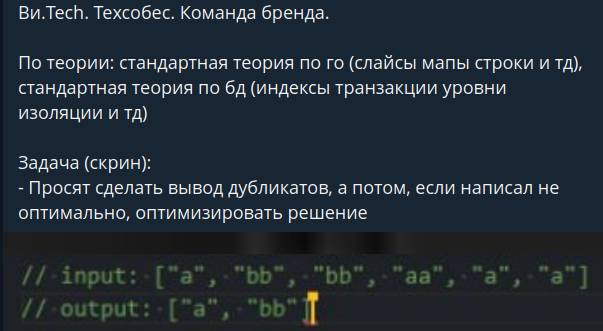 Ви.Tech. Техсобес. Команда бренда.
По теории: стандартная теория по го (слайсы мапы строки и тд),
стандартная теория по бд (индексы транзакции уровни
изоляции и тд)
Задача (скрин):
- Просят сделать вывод дубликатов, а потом, если написал не
оптимально, оптимизировать решение
// input: ["a", "bb", "bb", "aa", "a", "a"]
// output: ["a", "bb"]